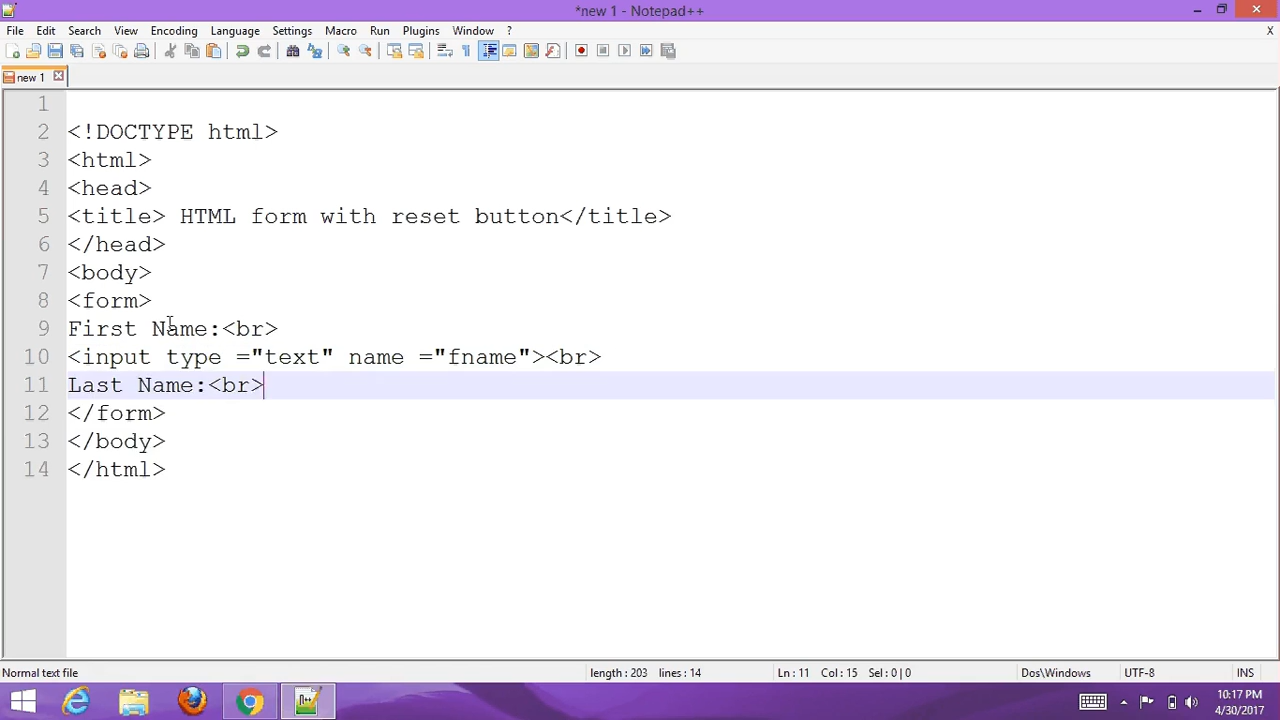 *new 1 - Notepad++
File Edit Search View Encoding Language Settings Macro Run Plugins Window ? X
new 1
1
2 <!DOCTYPE html>
3 <html>
4 <head>
5 <title> HTML form with reset button</title>
6 </head>
7 <body>
8 <form>
9 First Name:<br>
10 <input type ="text" name ="fname"><br>
11 Last Name:<br>
12 </form>
13 </body>
14 </html>
Normal text file length : 203 lines : 14 Ln : 11 Col : 15 Sel : 0 | 0 Dos\Windows UTF-8 INS
10:17 PM
4/30/2017